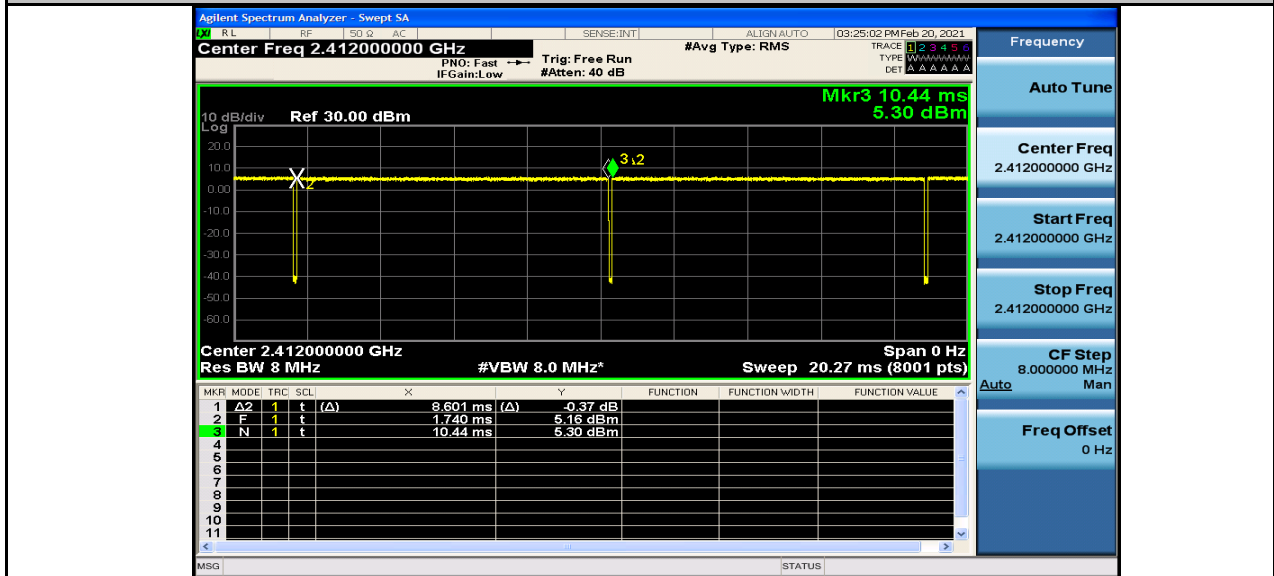 Agilent Spectrum Analyzer - Swept SA
LXI RL RF 50 Ω AC SENSE:INT ALIGN AUTO 03:25:02 PM Feb 20, 2021
Center Freq 2.412000000 GHz #Avg Type: RMS TRACE 1 2 3 4 5 6
PNO: Fast Trig: Free Run TYPE WWWWWW
IFGain:Low #Atten: 40 dB DET A A A A A A
Mkr3 10.44 ms
5.30 dBm
10 dB/div Ref 30.00 dBm
Log
20.0
10.0
0.00
-10.0
-20.0
-30.0
-40.0
-50.0
-60.0
2
3 Δ2
Center 2.412000000 GHz Span 0 Hz
Res BW 8 MHz #VBW 8.0 MHz* Sweep 20.27 ms (8001 pts)
MKR MODE TRC SCL X Y FUNCTION FUNCTION WIDTH FUNCTION VALUE
1 Δ2 1 t (Δ) 8.601 ms (Δ) -0.37 dB
2 F 1 t 1.740 ms 5.16 dBm
3 N 1 t 10.44 ms 5.30 dBm
4
5
6
7
8
9
10
11
MSG STATUS
Frequency
Auto Tune
Center Freq
2.412000000 GHz
Start Freq
2.412000000 GHz
Stop Freq
2.412000000 GHz
CF Step
8.000000 MHz
Auto Man
Freq Offset
0 Hz